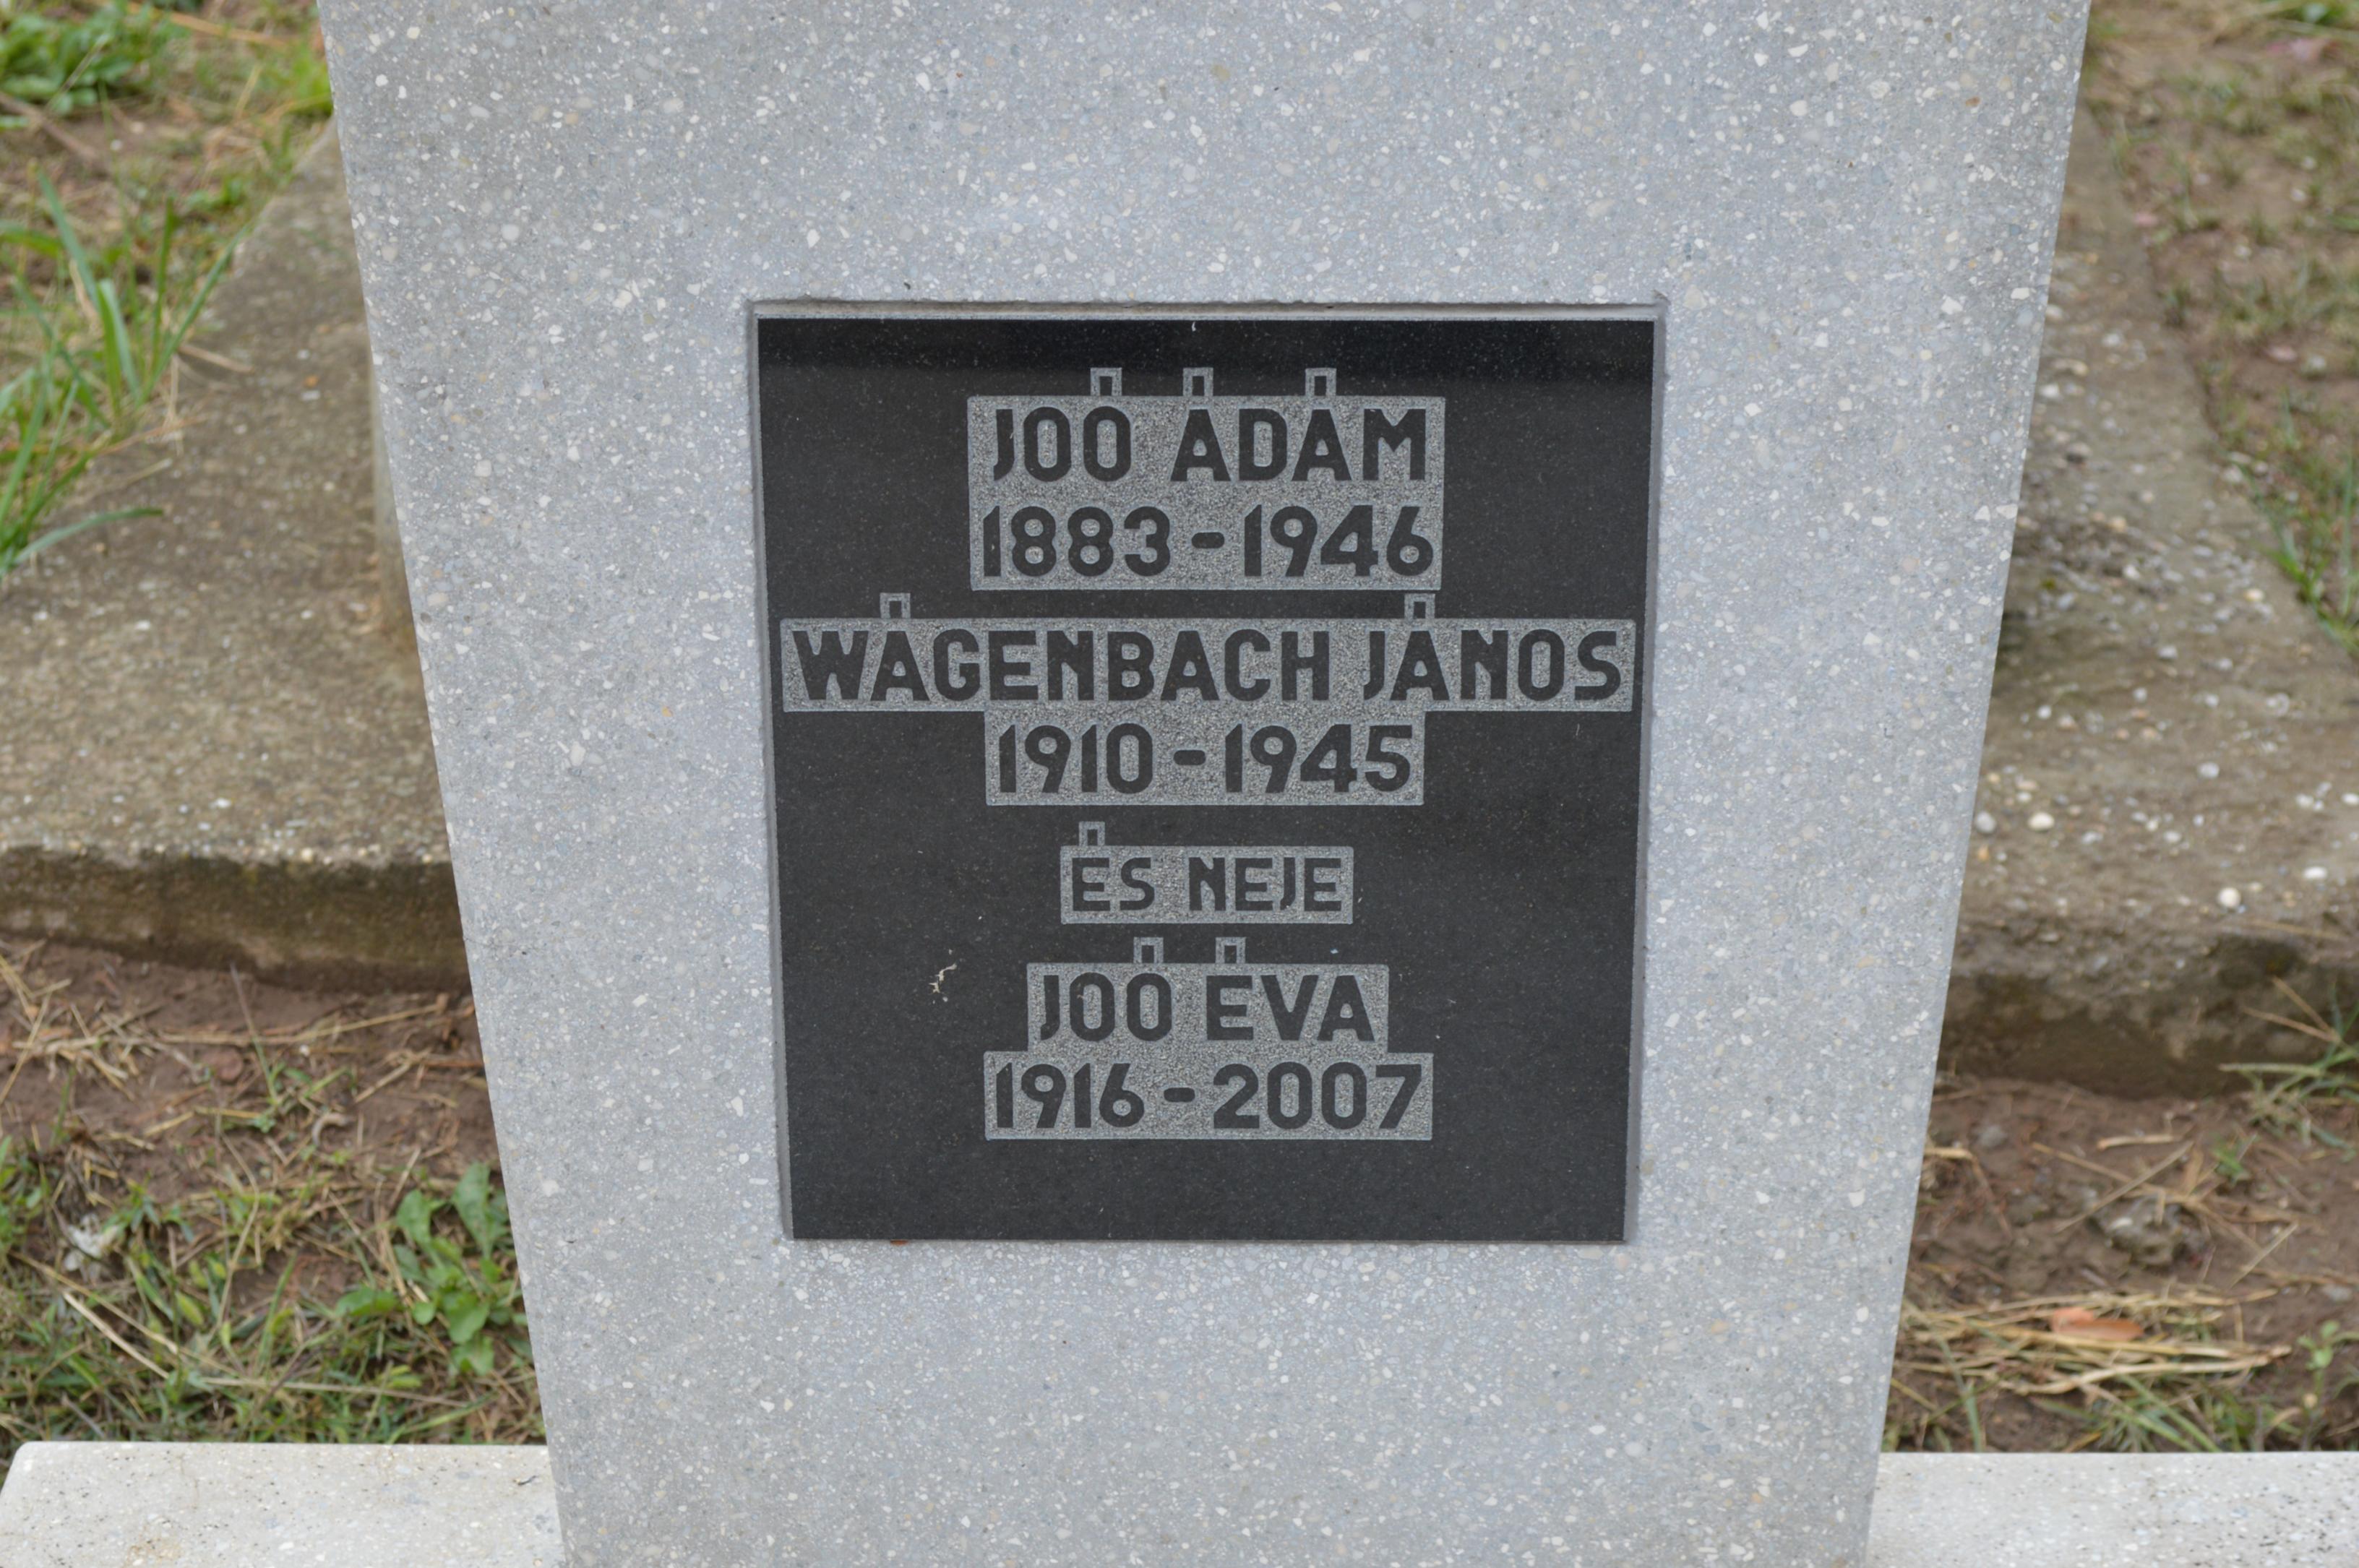 JOÓ ÁDÁM
1883-1946
WÁGENBACH JÁNOS
1910-1945
ÉS NEJE
JOÓ ÉVA
1916-2007